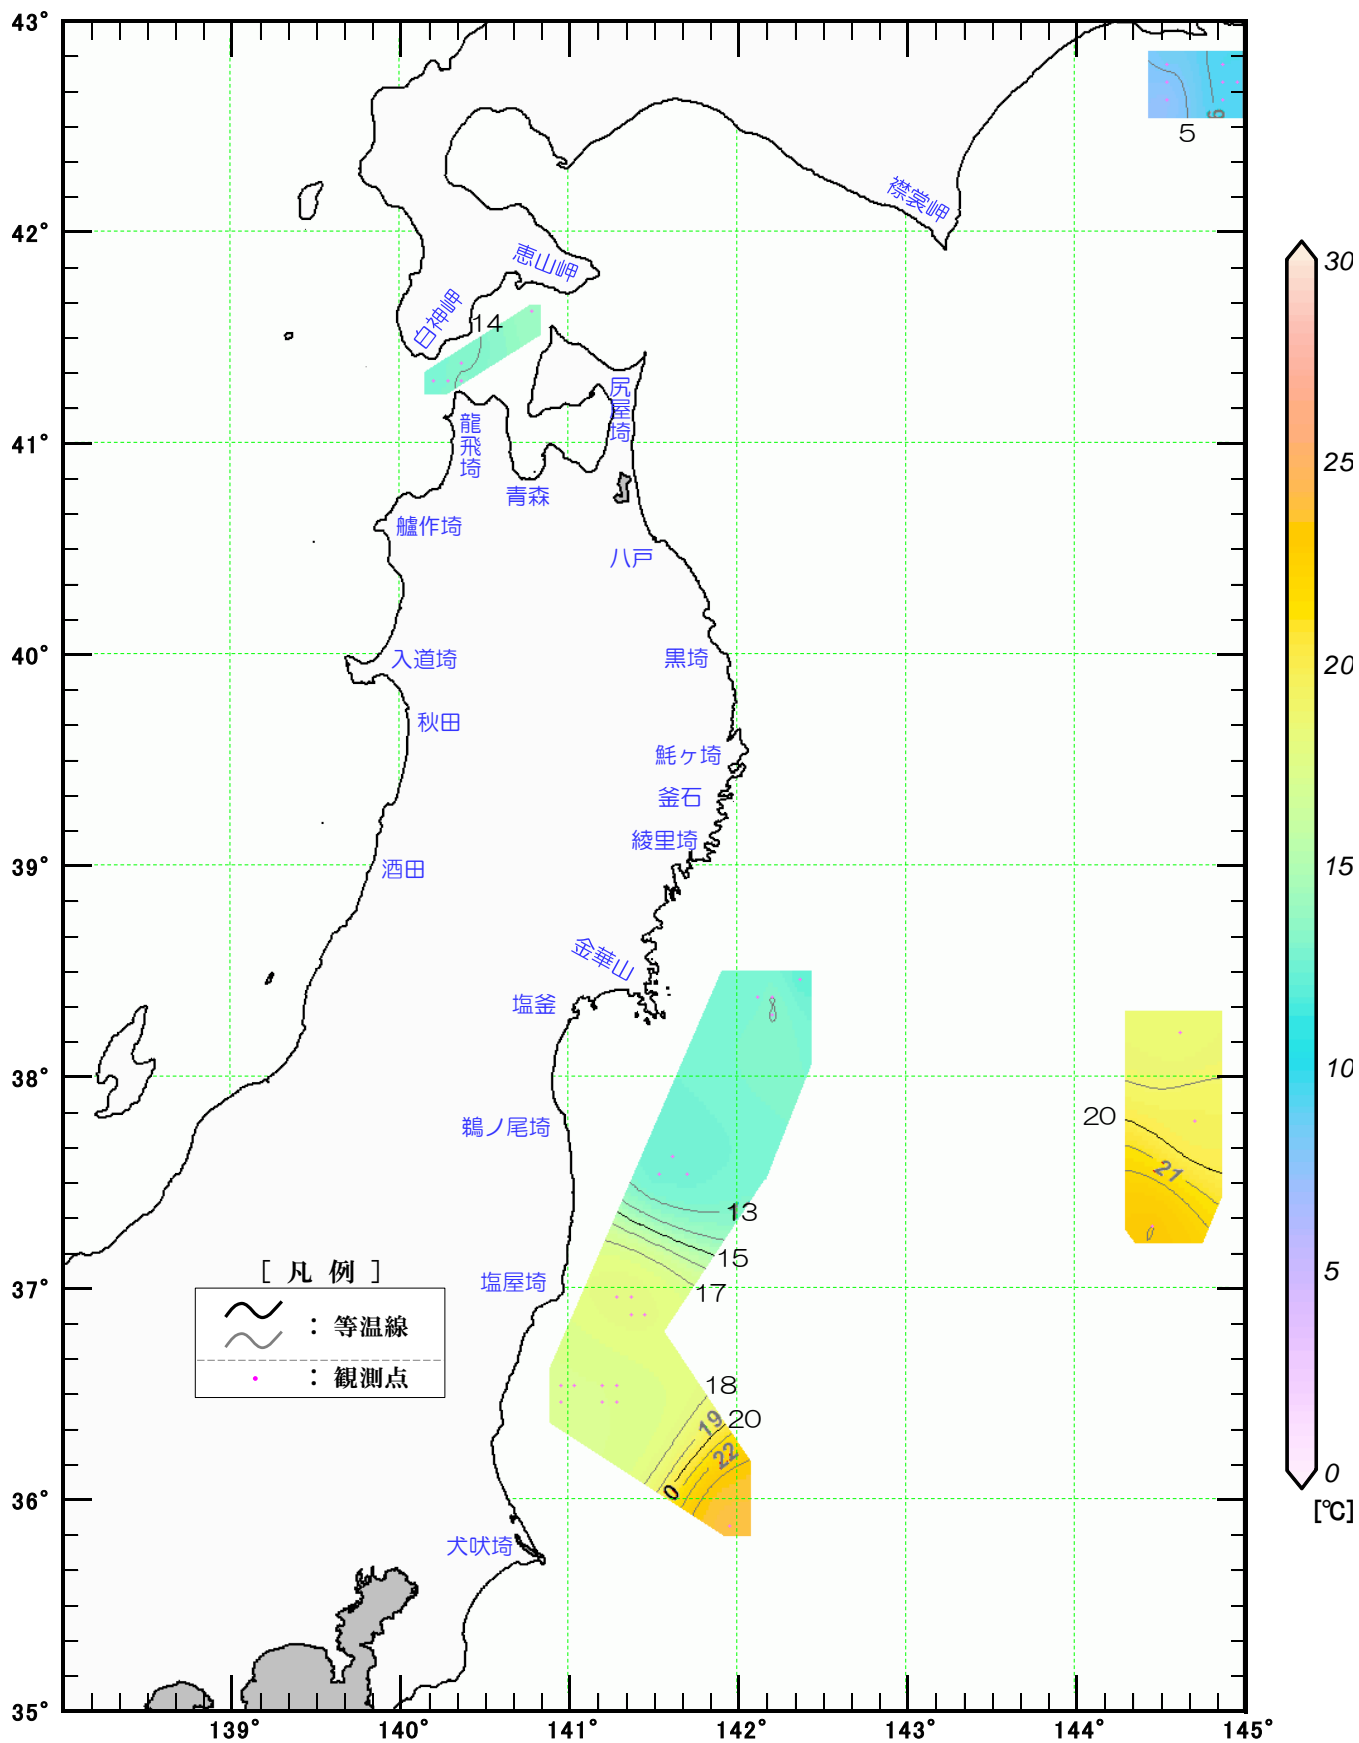 43°
5
6
襟裳岬
42°
恵山岬
30
白神岬
14
尻屋埼
41°
龍飛埼
25
青森
艫作埼
八戸
40°
入道埼
黒埼
20
秋田
魹ヶ埼
釜石
綾里埼
39°
酒田
15
金華山
塩釜
38°
10
鵜ノ尾埼
20
21
13
15
5
[ 凡 例 ]
37°
塩屋埼
17
：等温線
：観測点
18
19
20
22
0
0
36°
[℃]
犬吠埼
35°
139°
140°
141°
142°
143°
144°
145°